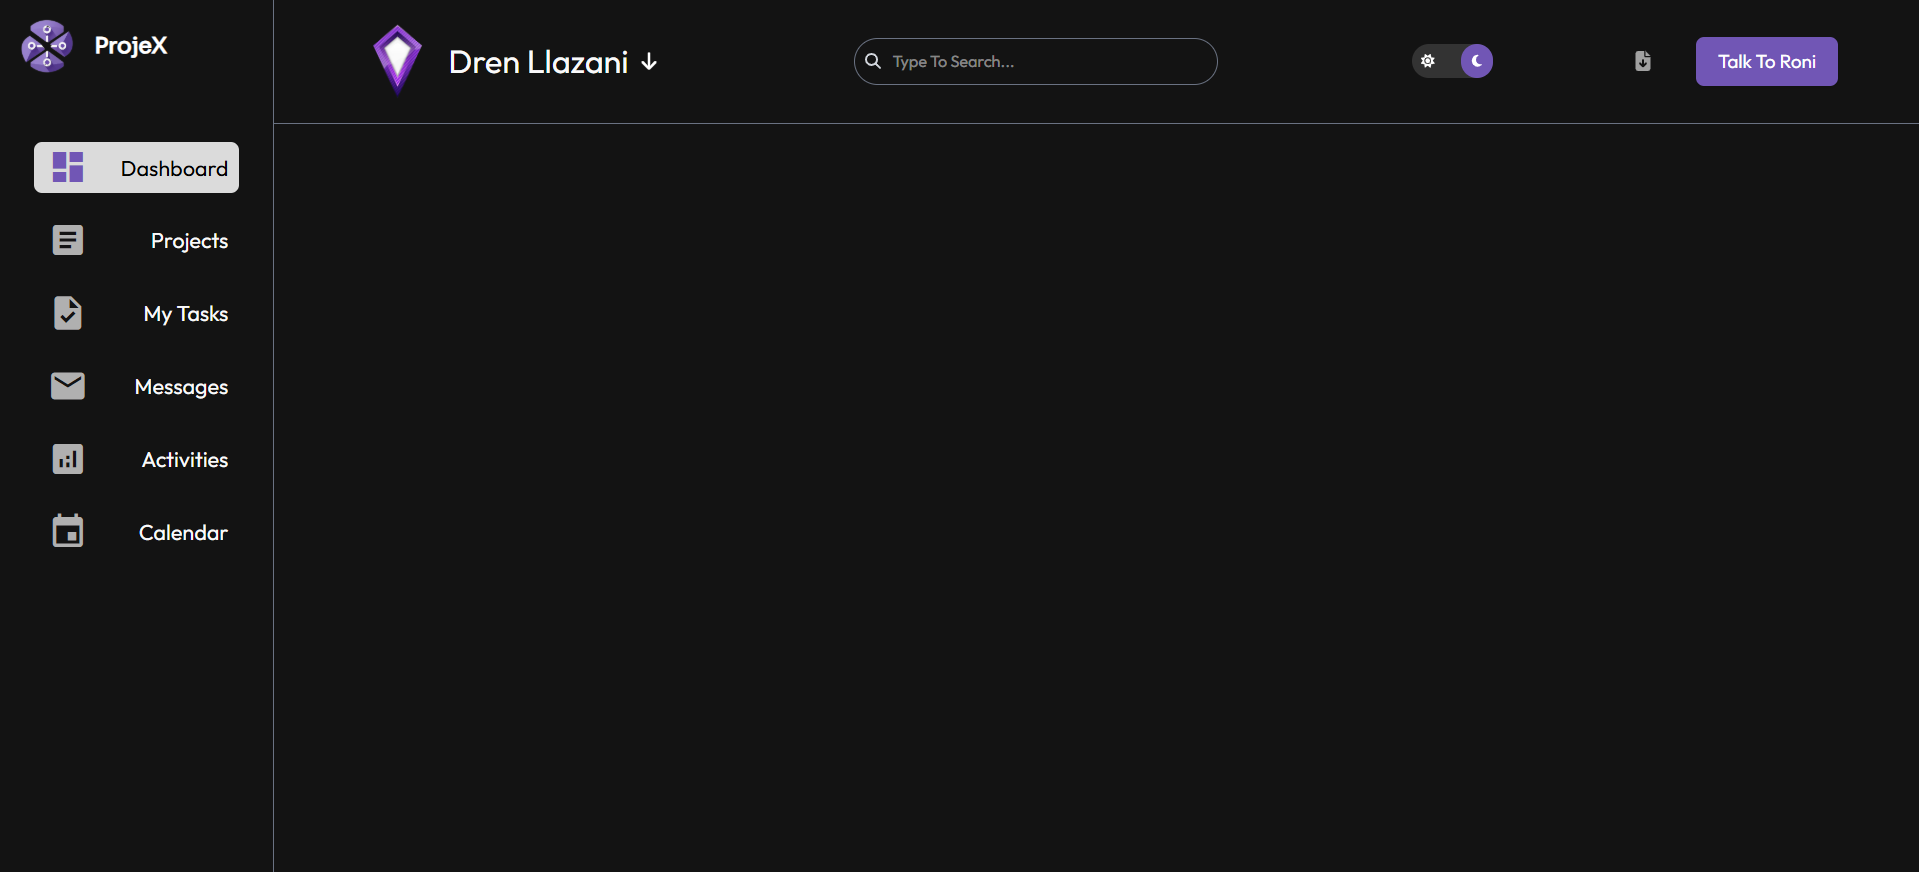 ProjeX
Dren Llazani
Type To Search...
Talk To Roni
Dashboard
Projects
My Tasks
Messages
Activities
Calendar